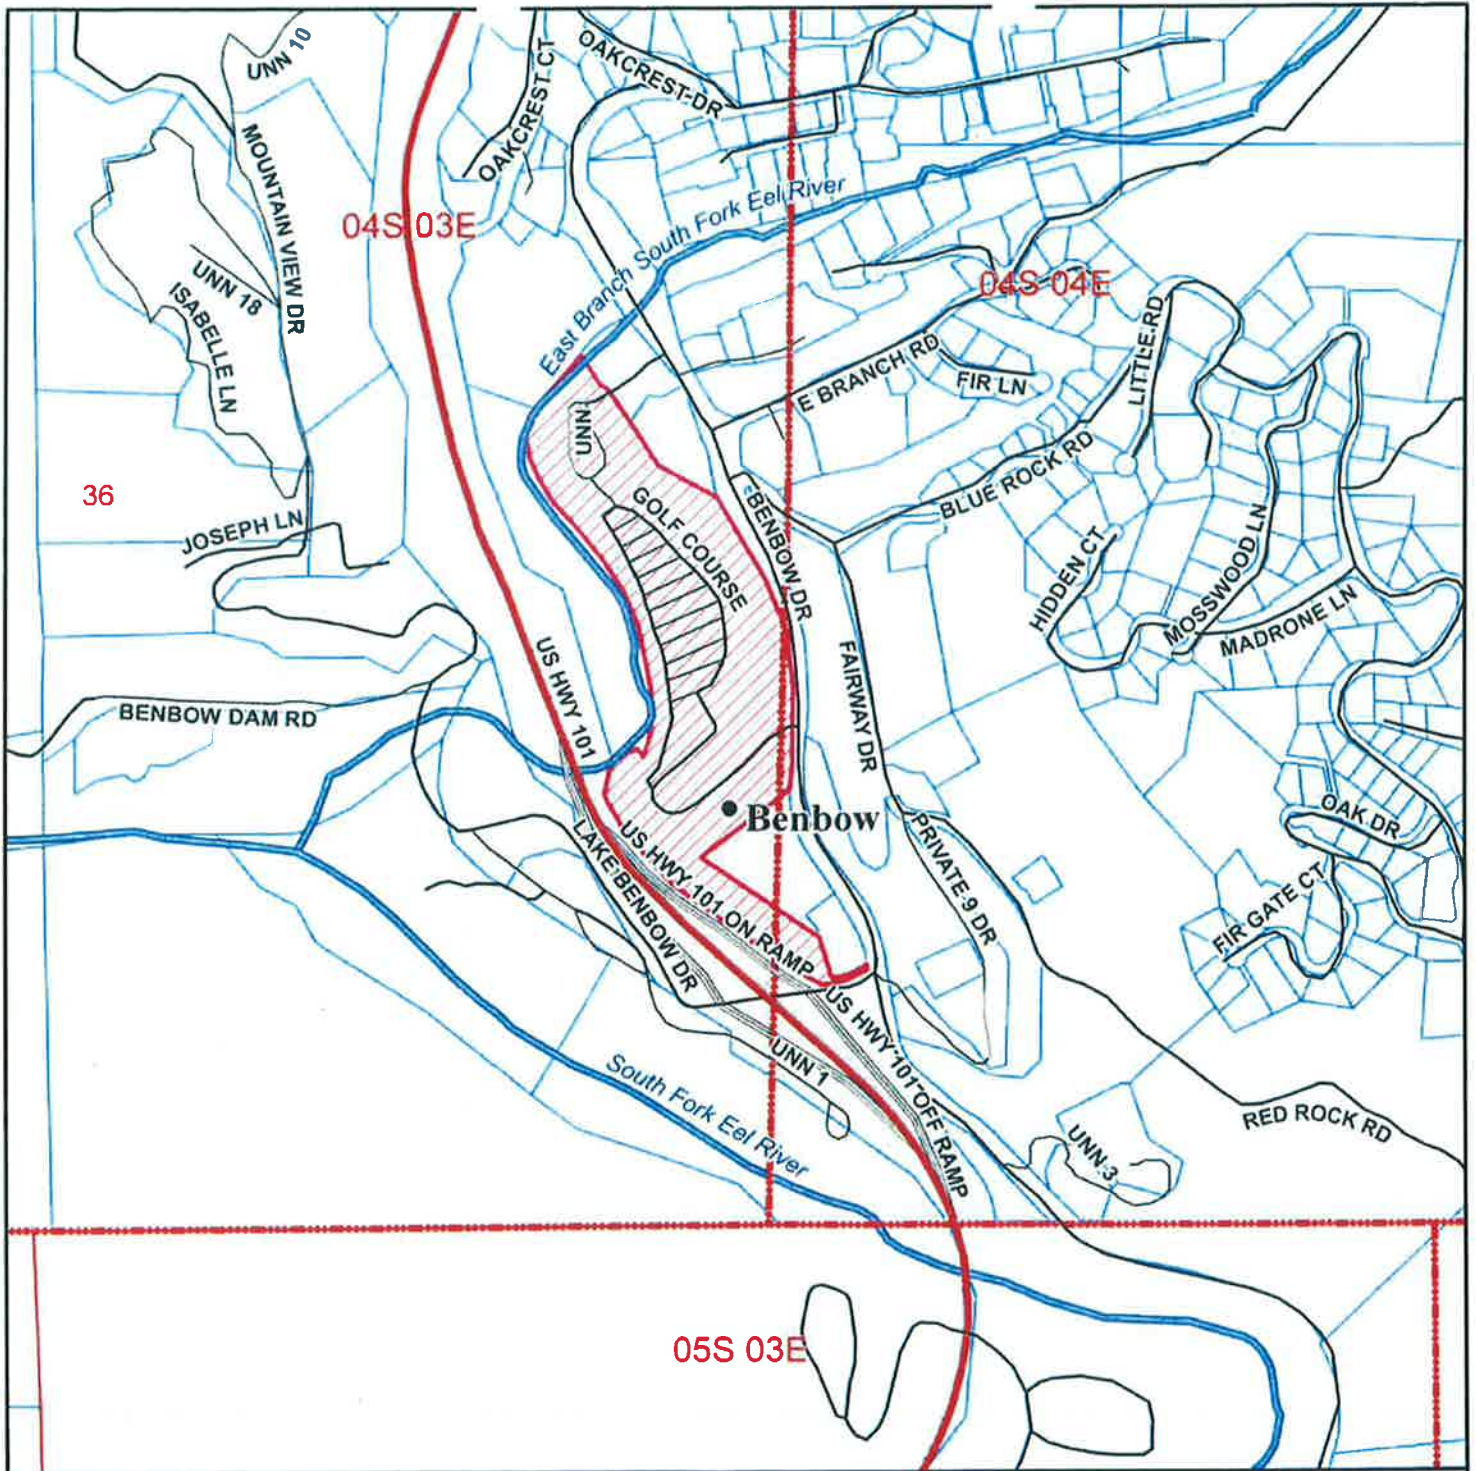 UNN 10
OAKCREST CT
OAKCREST DR
MOUNTAIN VIEW DR
04S 03E
East Branch South Fork Eel River
04S 04E
UNN 18
ISABELLE LN
LITTLE RD
E BRANCH RD
FIR LN
UNN
36
BLUE ROCK RD
GOLF COURSE
BENBOW DR
JOSEPH LN
HIDDEN CT
MOSSWOOD LN
MADRONE LN
US HWY 101
FAIRWAY DR
BENBOW DAM RD
Benbow
OAK DR
US HWY 101 ON RAMP
LAKE BENBOW DR
PRIVATE 9 DR
FIR GATE CT
US HWY 101 OFF RAMP
UNN 1
South Fork Eel River
RED ROCK RD
UNN 3
05S 03E